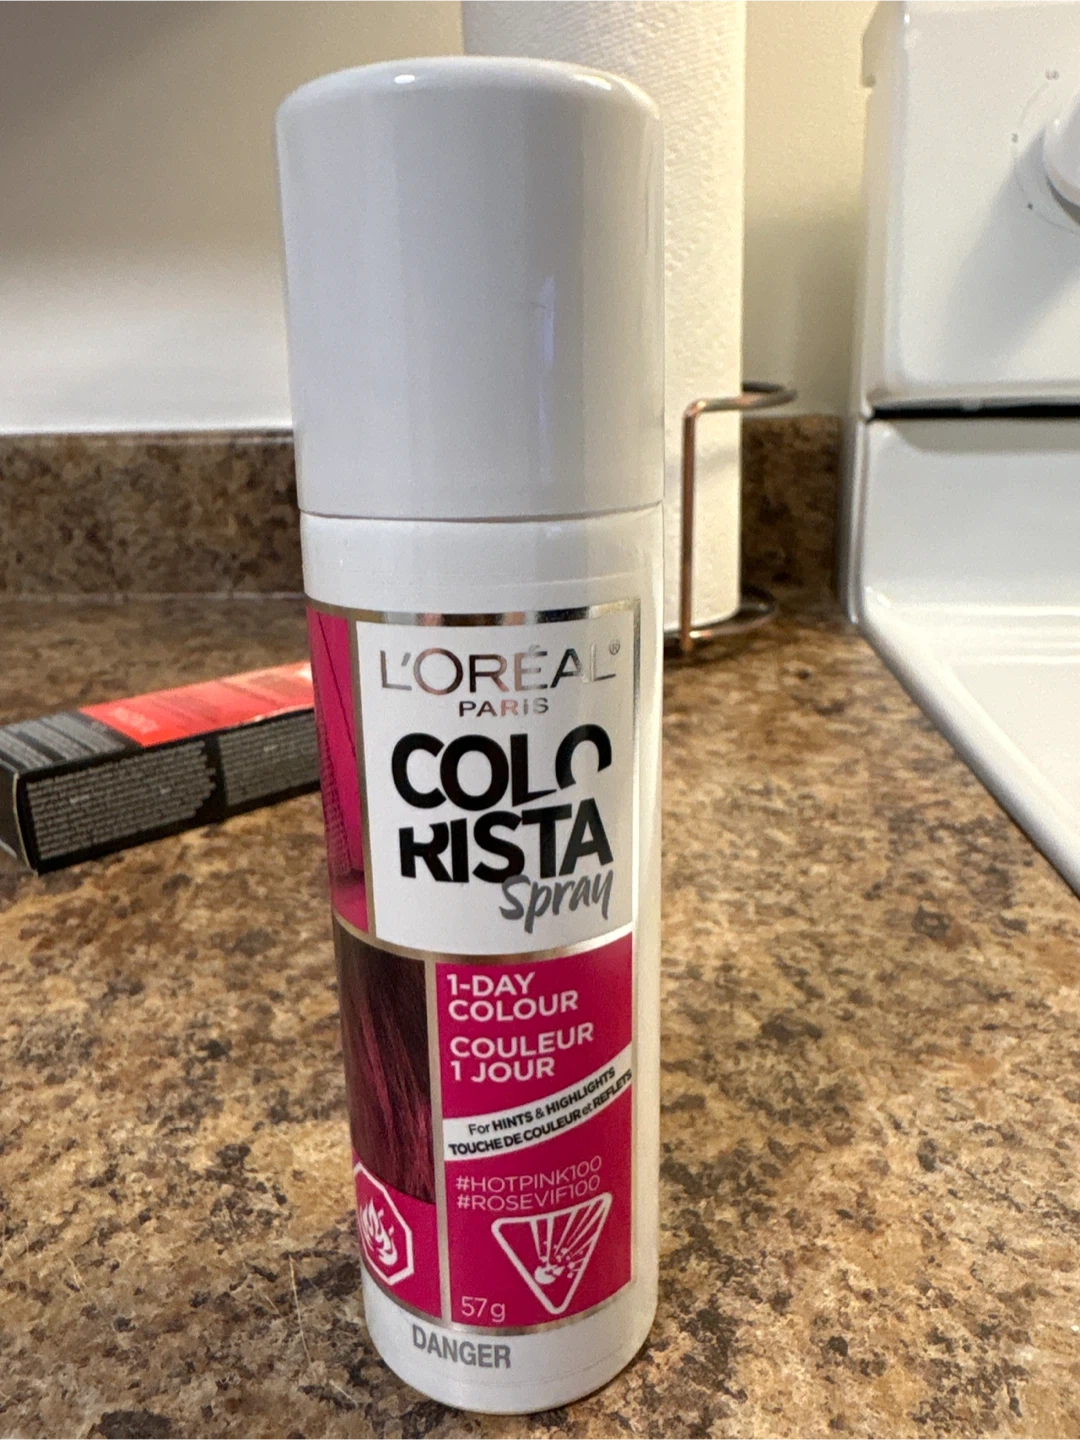 L'ORÉAL®
PARIS
COLO
RISTA
Spray
1-DAY
COLOUR
COULEUR
1 JOUR
For HINTS & HIGHLIGHTS
TOUCHE DE COULEUR et REFLETS
#HOTPINK100
#ROSEVIF100
57g
DANGER